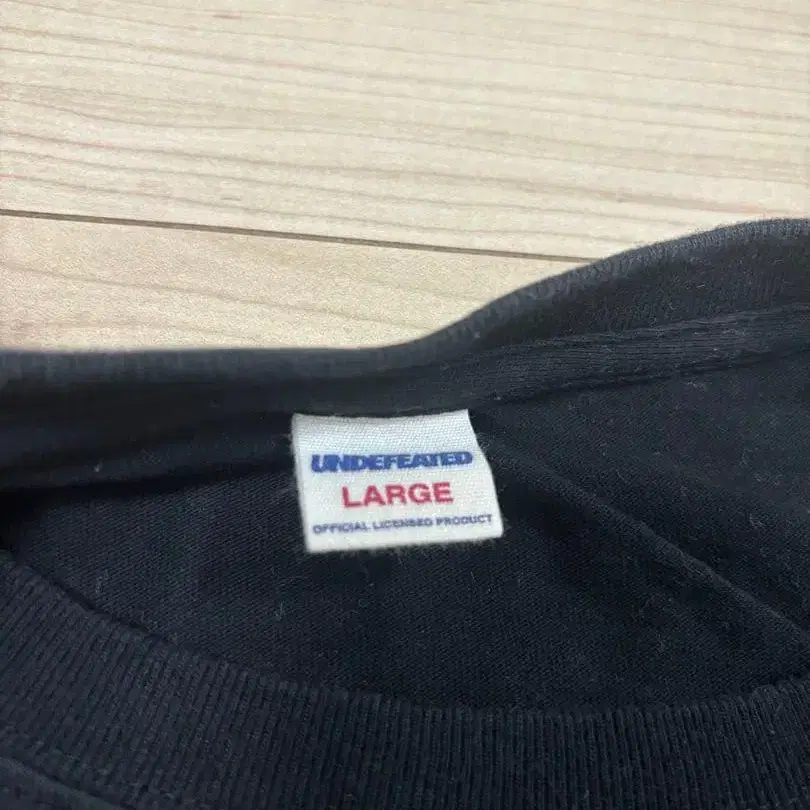 UNDEFEATED
LARGE
OFFICIAL LICENSED PRODUCT